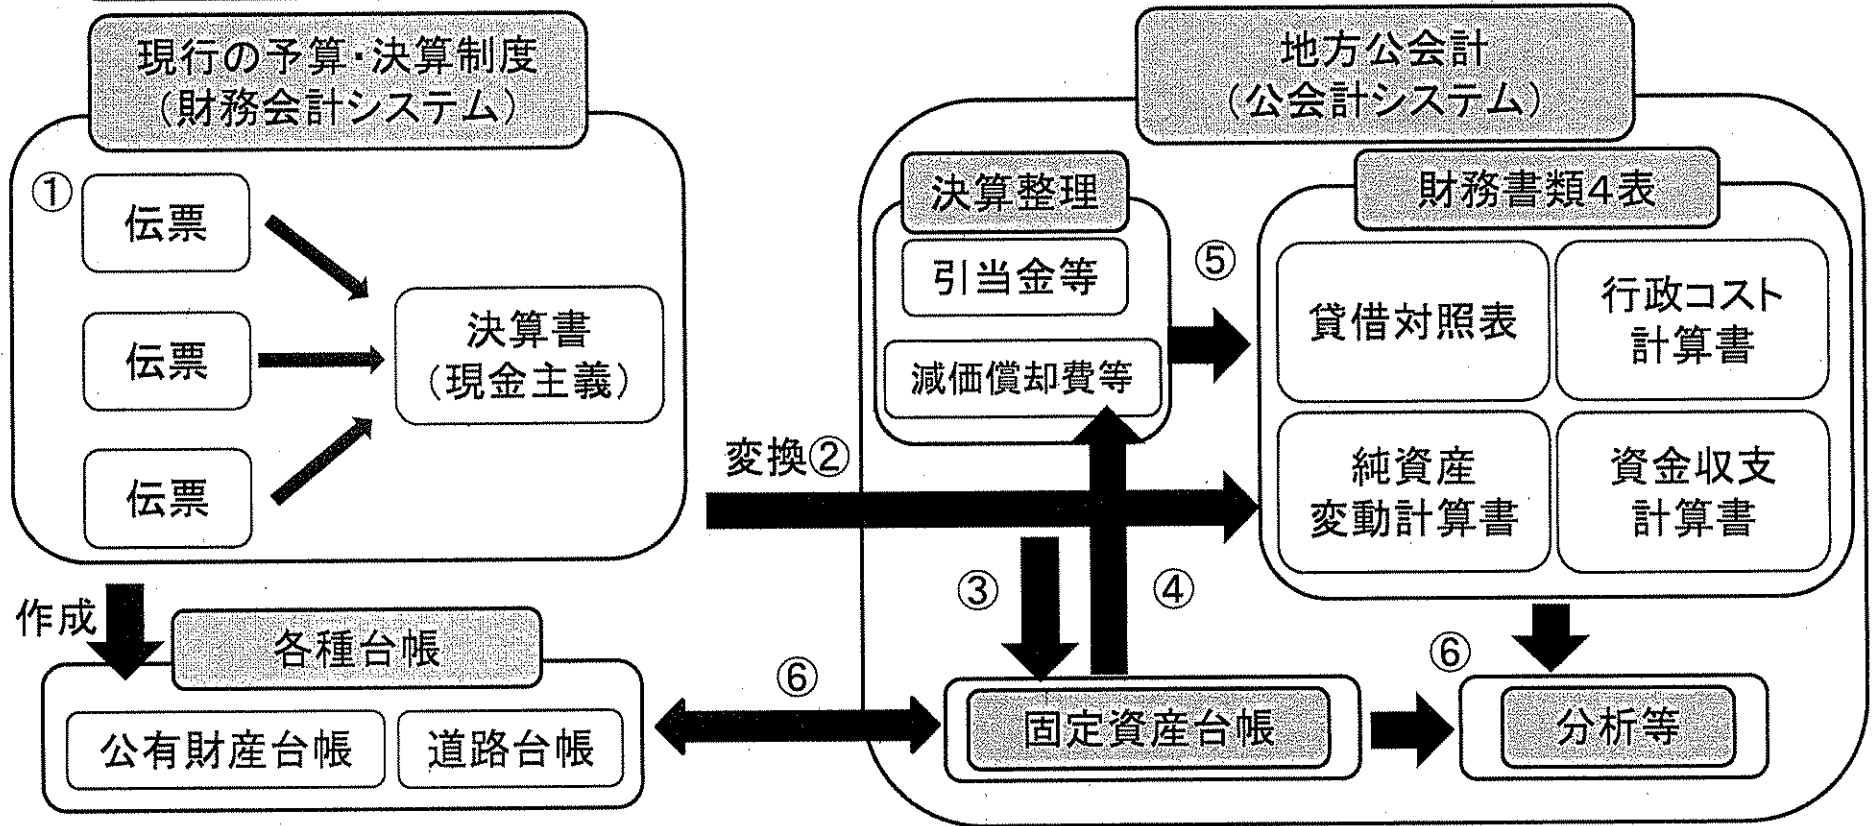 現行の予算・決算制度
（財務会計システム）
①
伝票
伝票
伝票
決算書
（現金主義）
作成
各種台帳
公有財産台帳
道路台帳
変換②
⑥
地方公会計
（公会計システム）
決算整理
引当金等
減価償却費等
⑤
財務書類4表
貸借対照表
行政コスト
計算書
純資産
変動計算書
資金収支
計算書
③
④
固定資産台帳
⑥
分析等